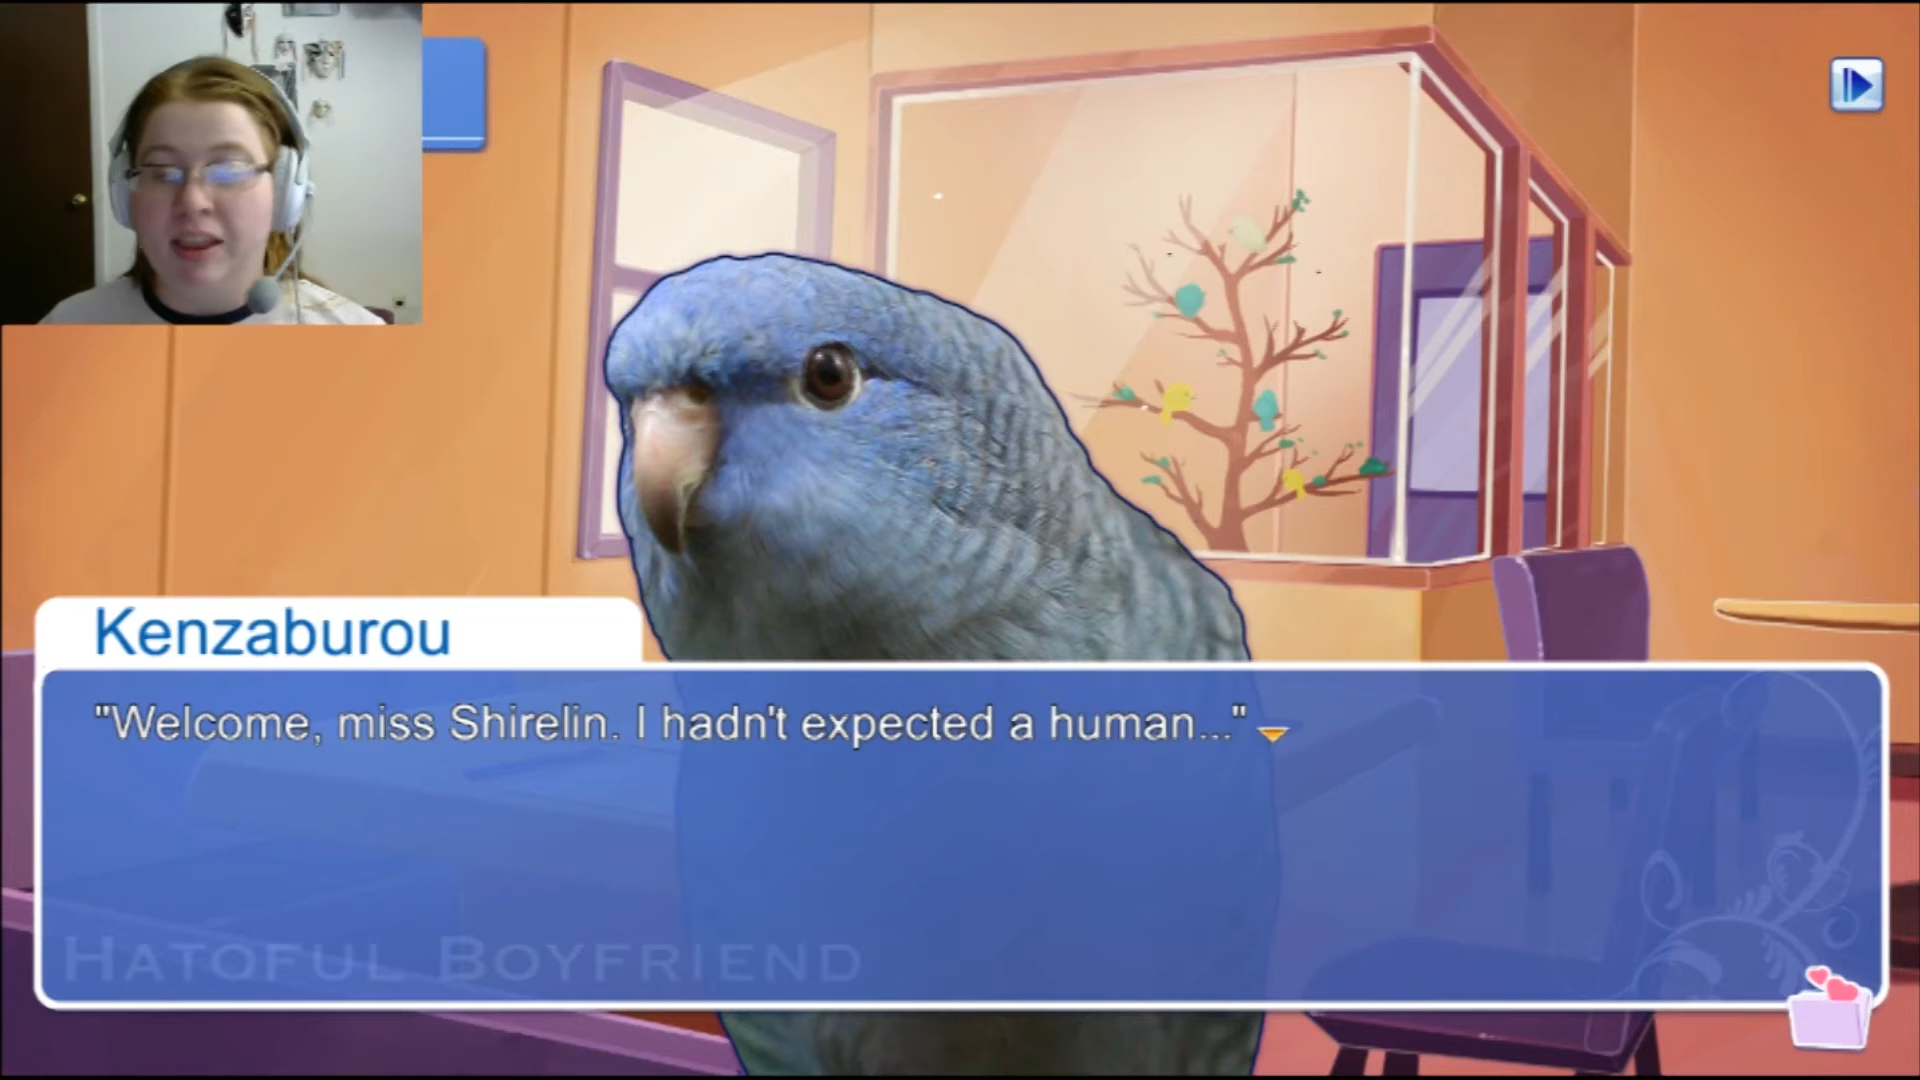 Kenzaburou
"Welcome, miss Shirelin. I hadn't expected a human..."
HATOFUL BOYFRIEND